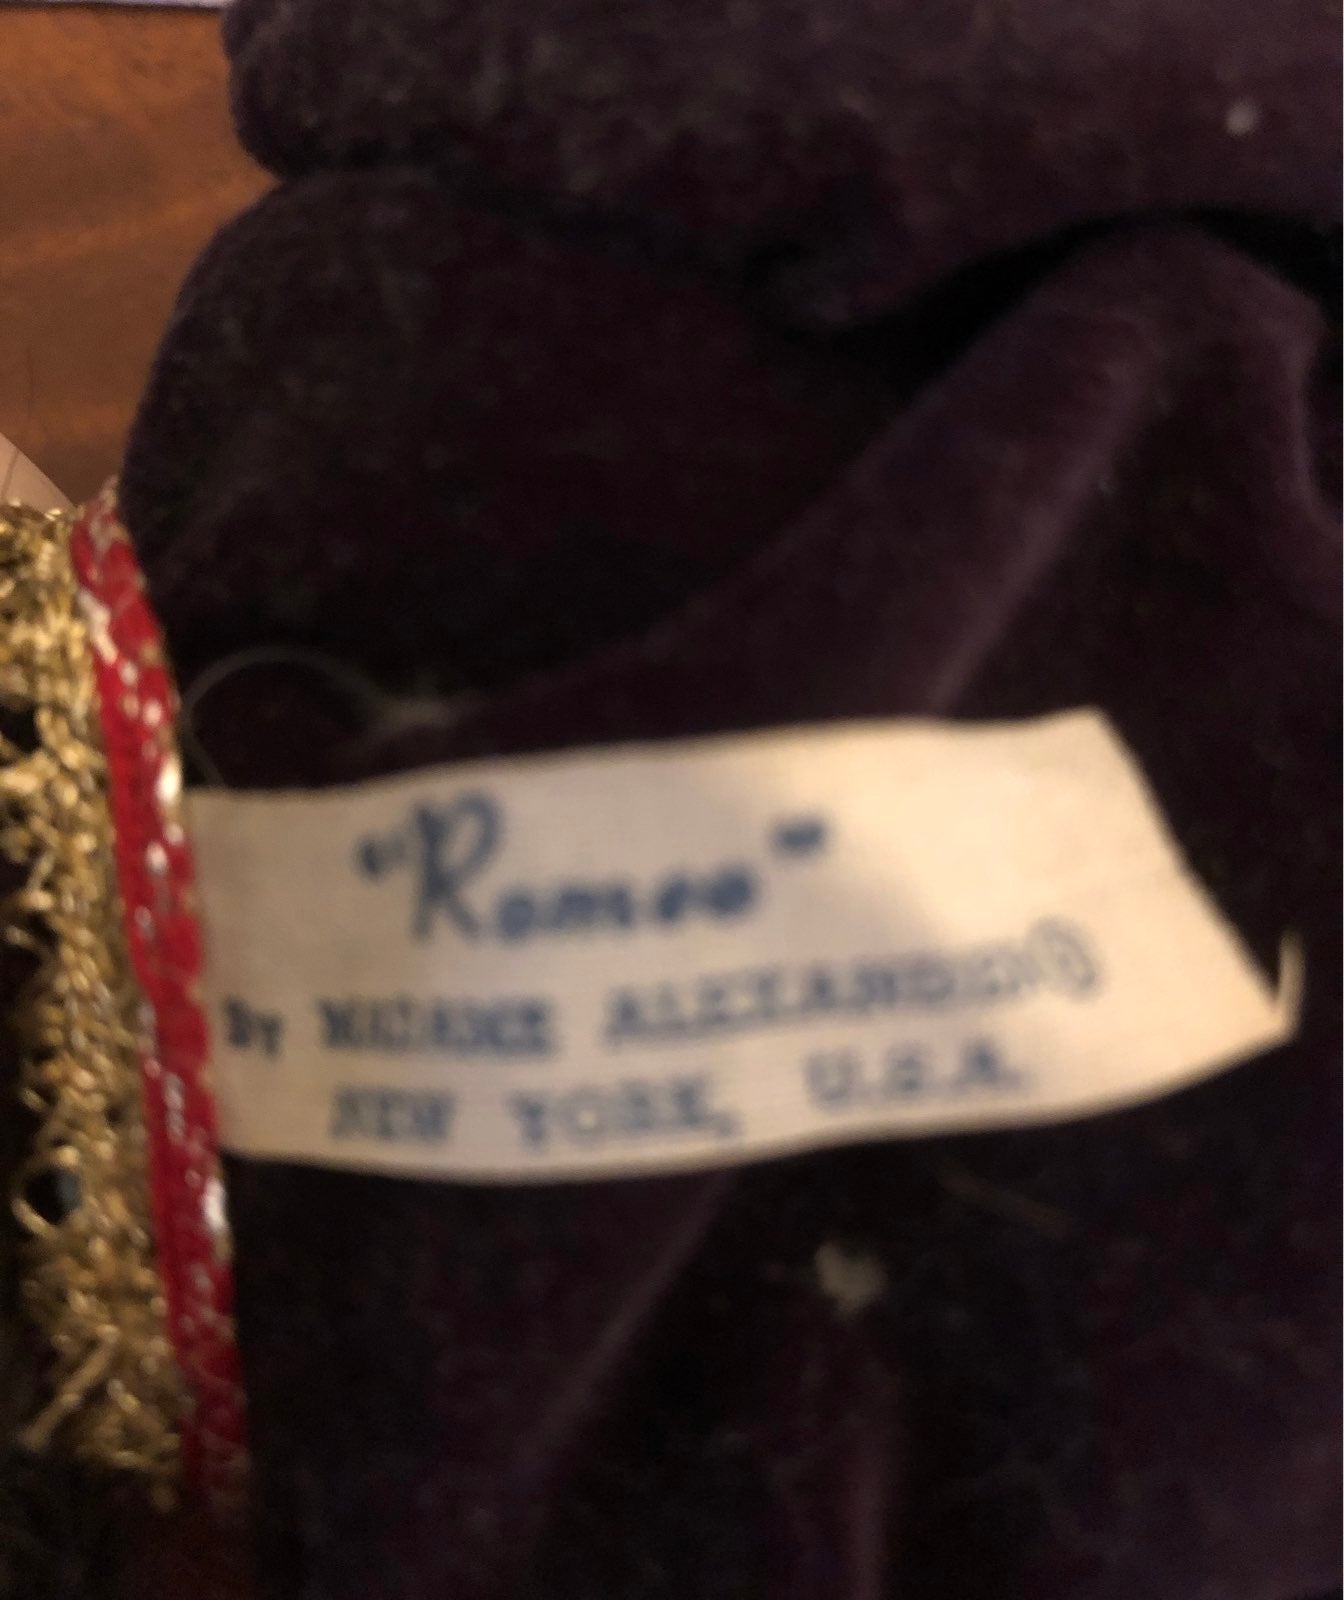 "Romeo"
By MADAME ALEXANDER®
NEW YORK, U.S.A.